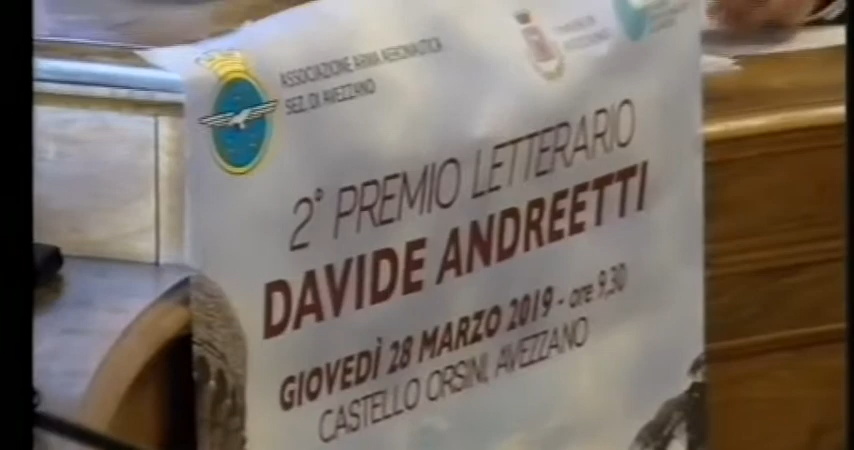 ASSOCIAZIONE ARMA AERONAUTICA
SEZ. DI AVEZZANO
2° PREMIO LETTERARIO
DAVIDE ANDREETTI
GIOVEDÌ 28 MARZO 2019 - ore 9,30
CASTELLO ORSINI, AVEZZANO